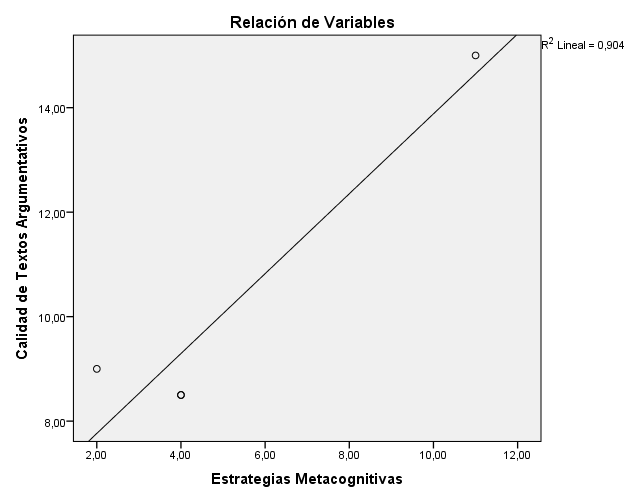 Relación de Variables
R² Lineal = 0,904
Calidad de Textos Argumentativos
14,00
12,00
10,00
8,00
2,00 4,00 6,00 8,00 10,00 12,00
Estrategias Metacognitivas